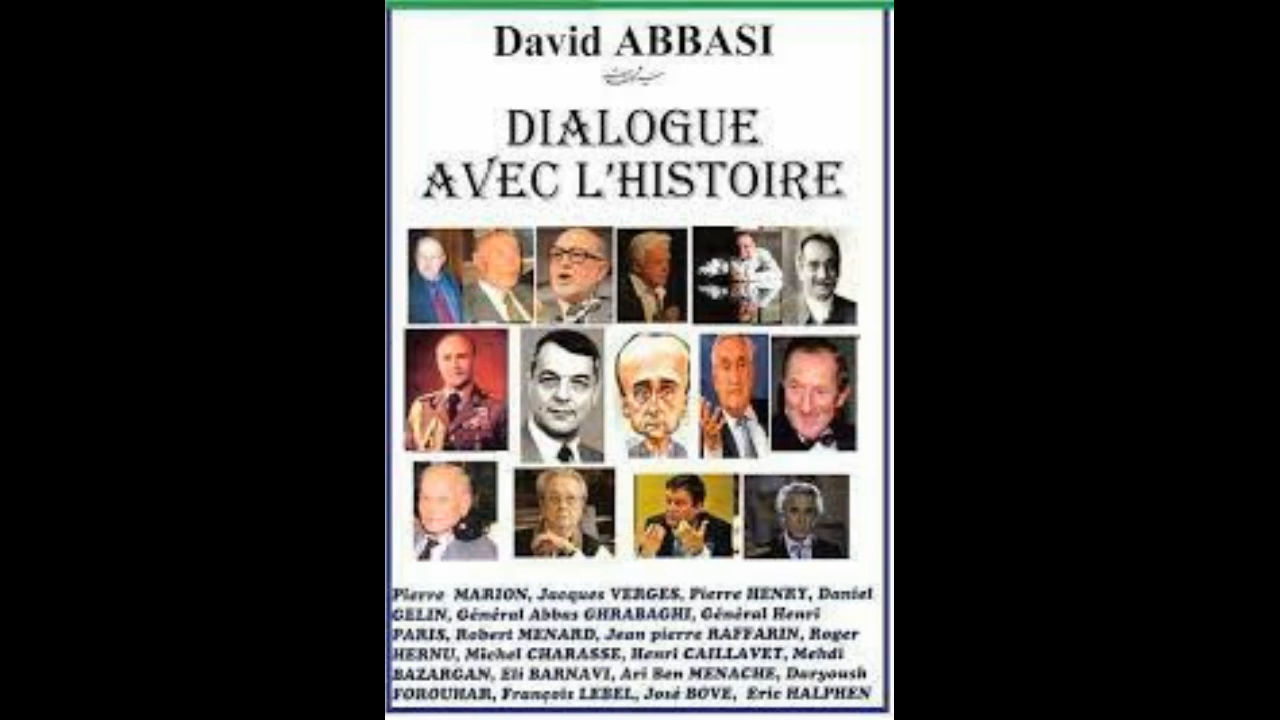 David ABBASI
DIALOGUE
AVEC L'HISTOIRE
Pierre MARION, Jacques VERGES, Pierre HENRY, Daniel
GELIN, Général Abbas GHRABAGHI, Général Henri
PARIS, Robert MENARD, Jean pierre RAFFARIN, Roger
HERNU, Michel CHARASSE, Henri CAILLAVET, Mehdi
BAZARGAN, Eli BARNAVI, Ari Ben MENACHE, Daryoush
FOROUHAR, François LEBEL, José BOVE, Eric HALPHEN